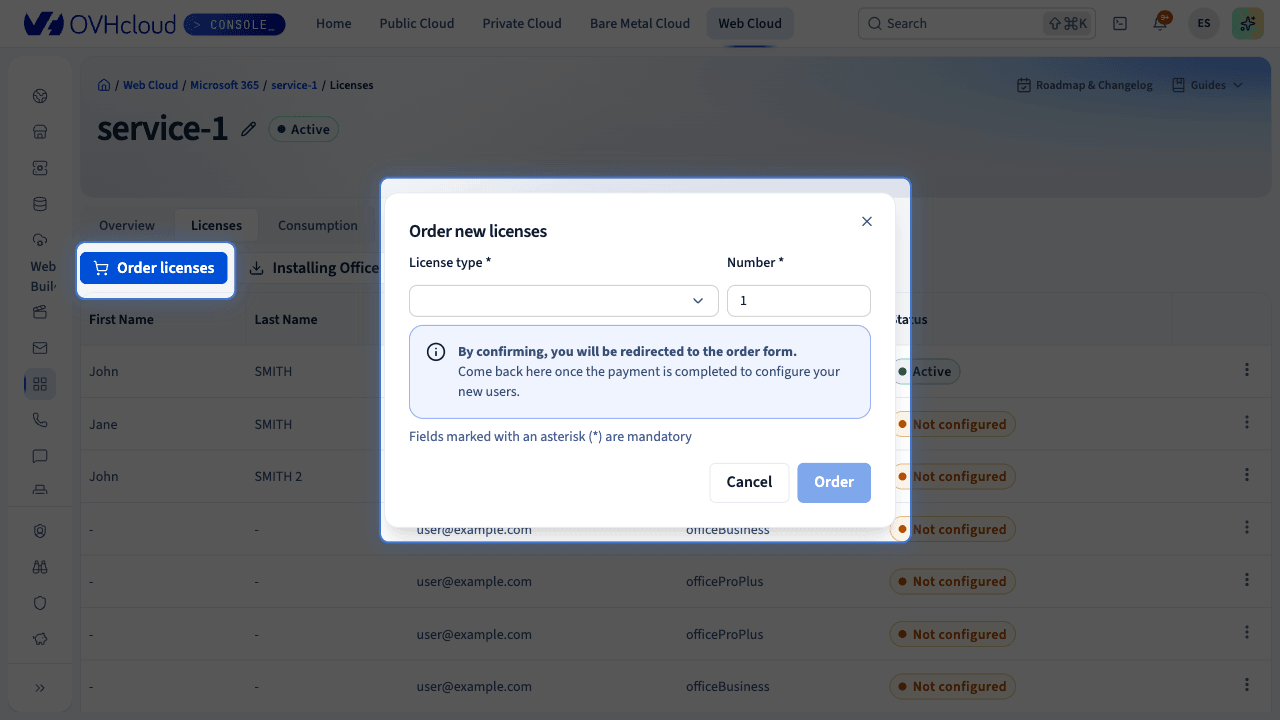 OVHcloud > CONSOLE_ Home Public Cloud Private Cloud Bare Metal Cloud Web Cloud Search ⇧⌘K 9+ ES
/ Web Cloud / Microsoft 365 / service-1 / Licenses Roadmap & Changelog Guides
service-1 Active
Overview Licenses Consumption
Order licenses Installing Office
Web
Buil
Order new licenses
License type * Number *
1
By confirming, you will be redirected to the order form.
Come back here once the payment is completed to configure your
new users.
Fields marked with an asterisk (*) are mandatory
Cancel Order
First Name Last Name Status
John SMITH Active
Jane SMITH Not configured
John SMITH 2 Not configured
- - user@example.com officeBusiness Not configured
- - user@example.com officeProPlus Not configured
- - user@example.com officeProPlus Not configured
- - user@example.com officeBusiness Not configured